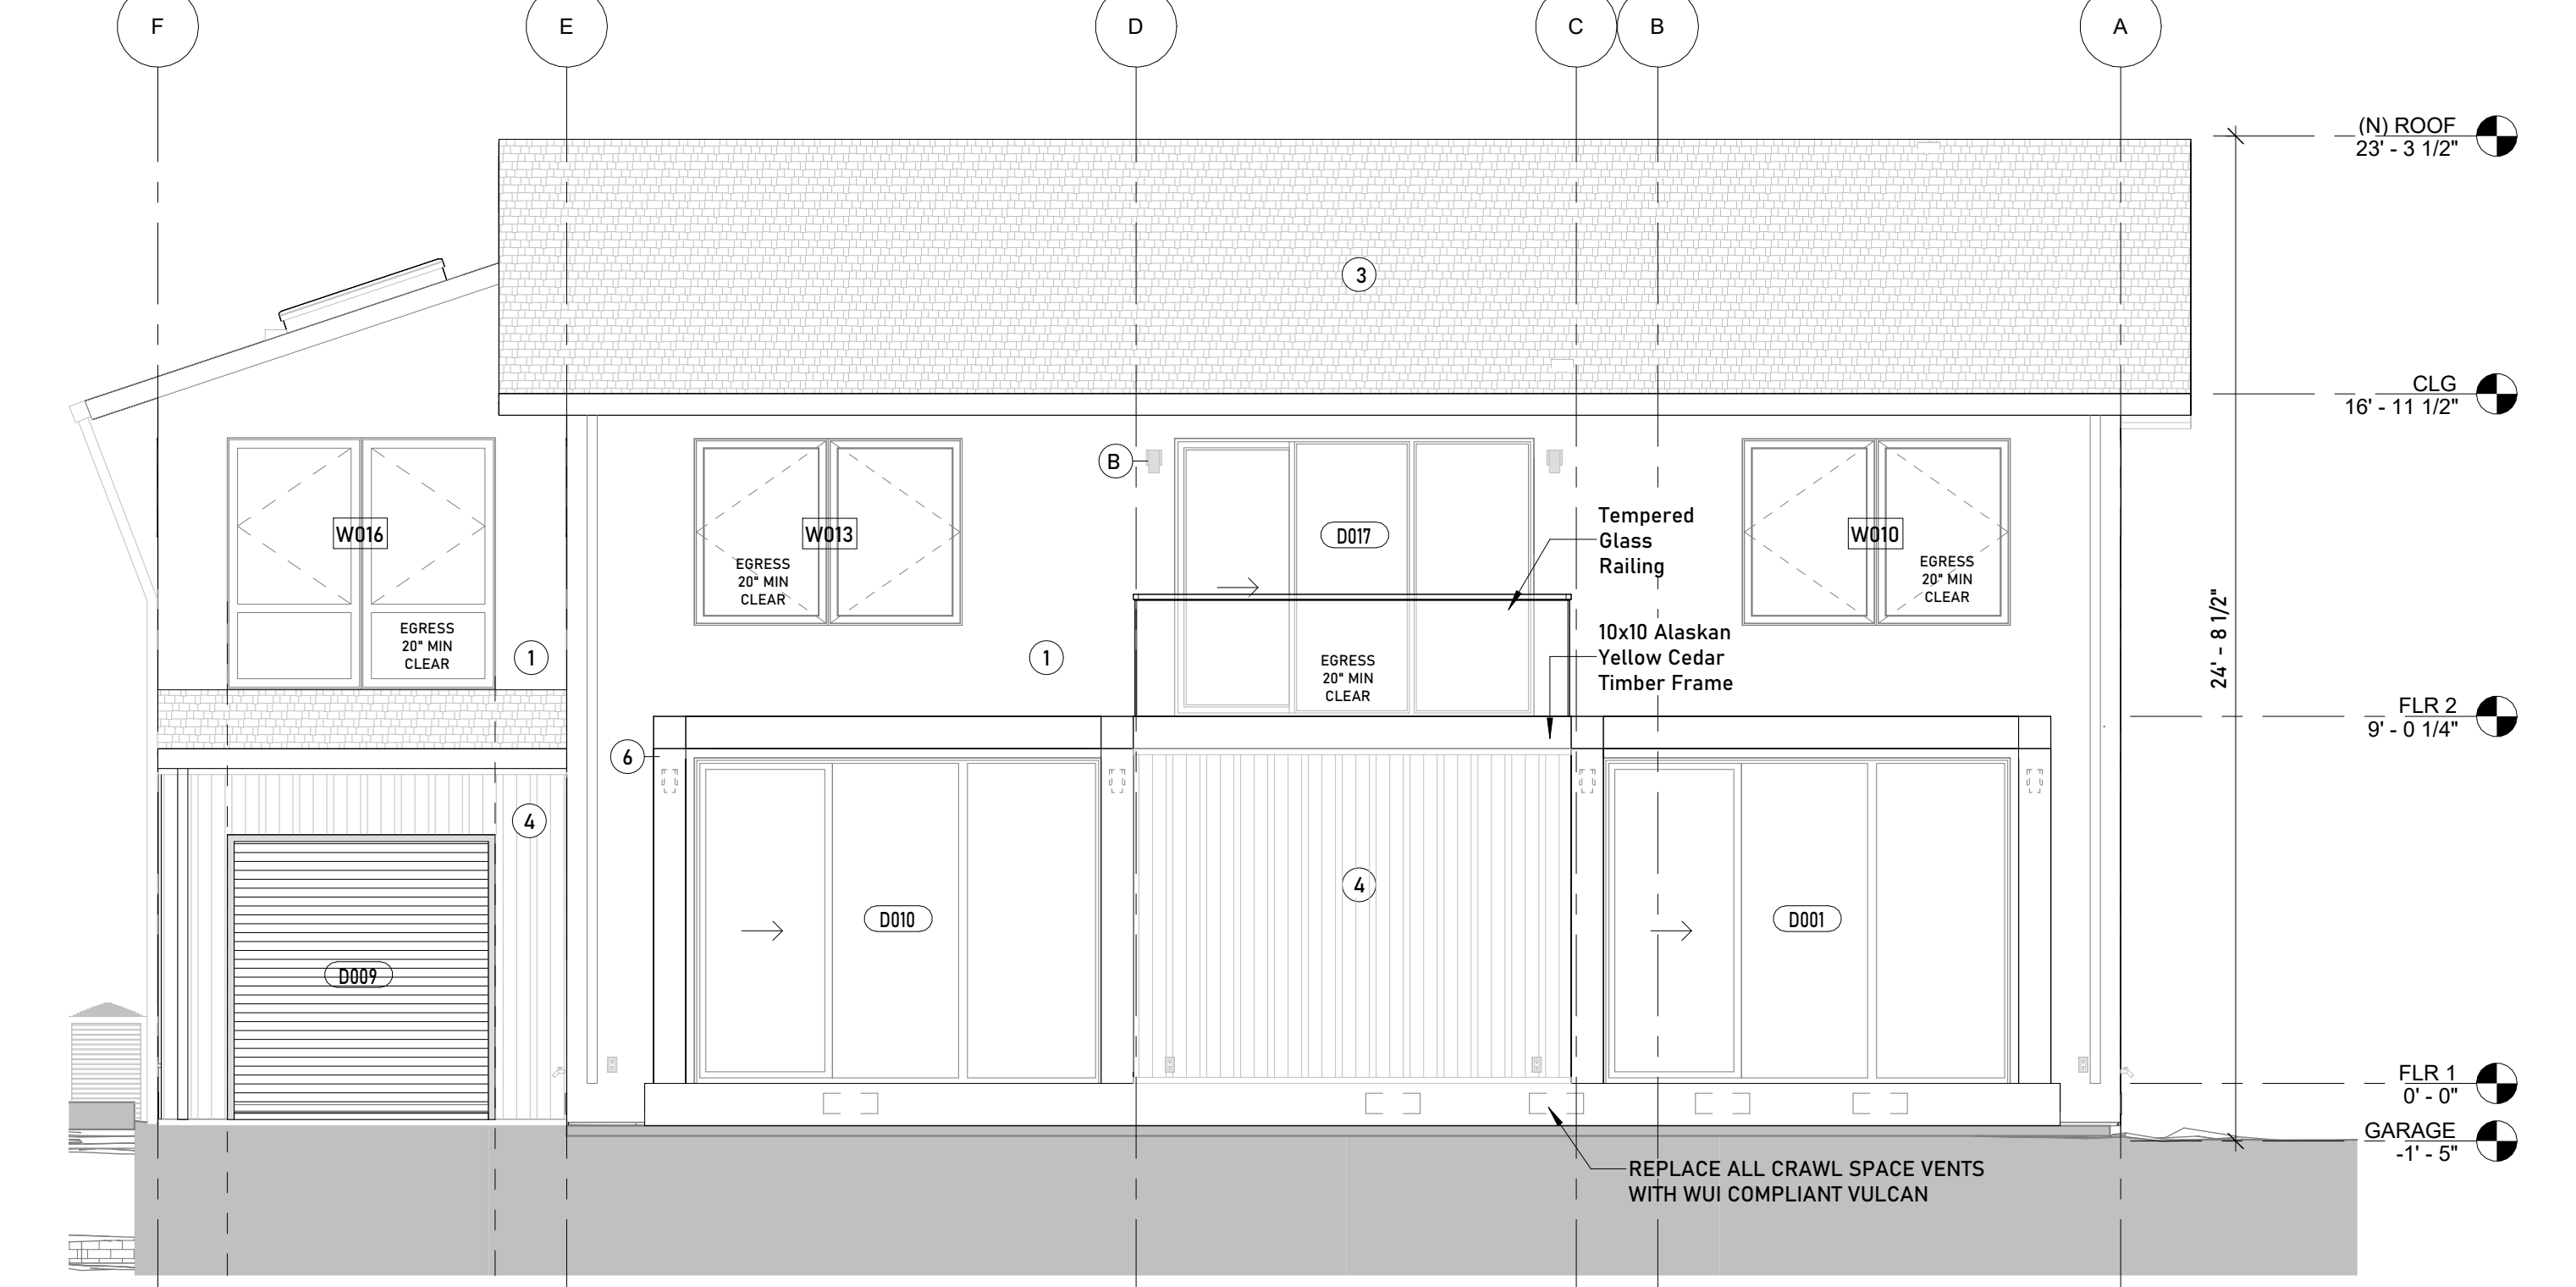 F
E
D
C
B
A
(N) ROOF
23' - 3 1/2"
3
CLG
16' - 11 1/2"
B
W016
W013
D017
W010
Tempered
Glass
Railing
EGRESS
20" MIN
CLEAR
EGRESS
20" MIN
CLEAR
EGRESS
20" MIN
CLEAR
EGRESS
20" MIN
CLEAR
1
1
10x10 Alaskan
Yellow Cedar
Timber Frame
24' - 8 1/2"
FLR 2
9' - 0 1/4"
6
4
4
D010
D001
D009
FLR 1
0' - 0"
GARAGE
-1' - 5"
REPLACE ALL CRAWL SPACE VENTS
WITH WUI COMPLIANT VULCAN